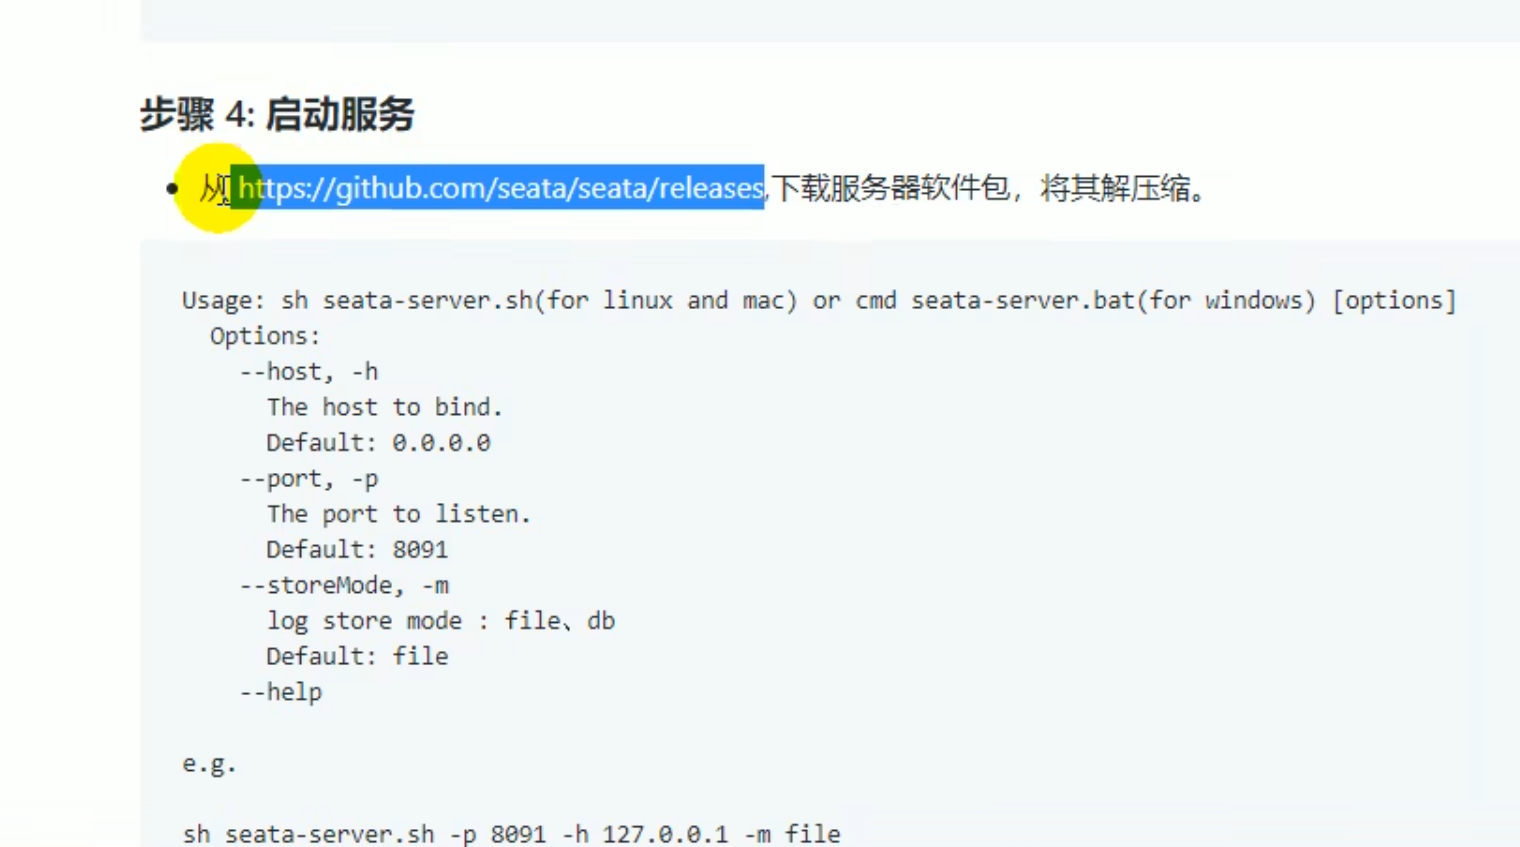 步骤 4: 启动服务
从 https://github.com/seata/seata/releases,下载服务器软件包，将其解压缩。
Usage: sh seata-server.sh(for linux and mac) or cmd seata-server.bat(for windows) [options]
Options:
--host, -h
The host to bind.
Default: 0.0.0.0
--port, -p
The port to listen.
Default: 8091
--storeMode, -m
log store mode : file、db
Default: file
--help
e.g.
sh seata-server.sh -p 8091 -h 127.0.0.1 -m file